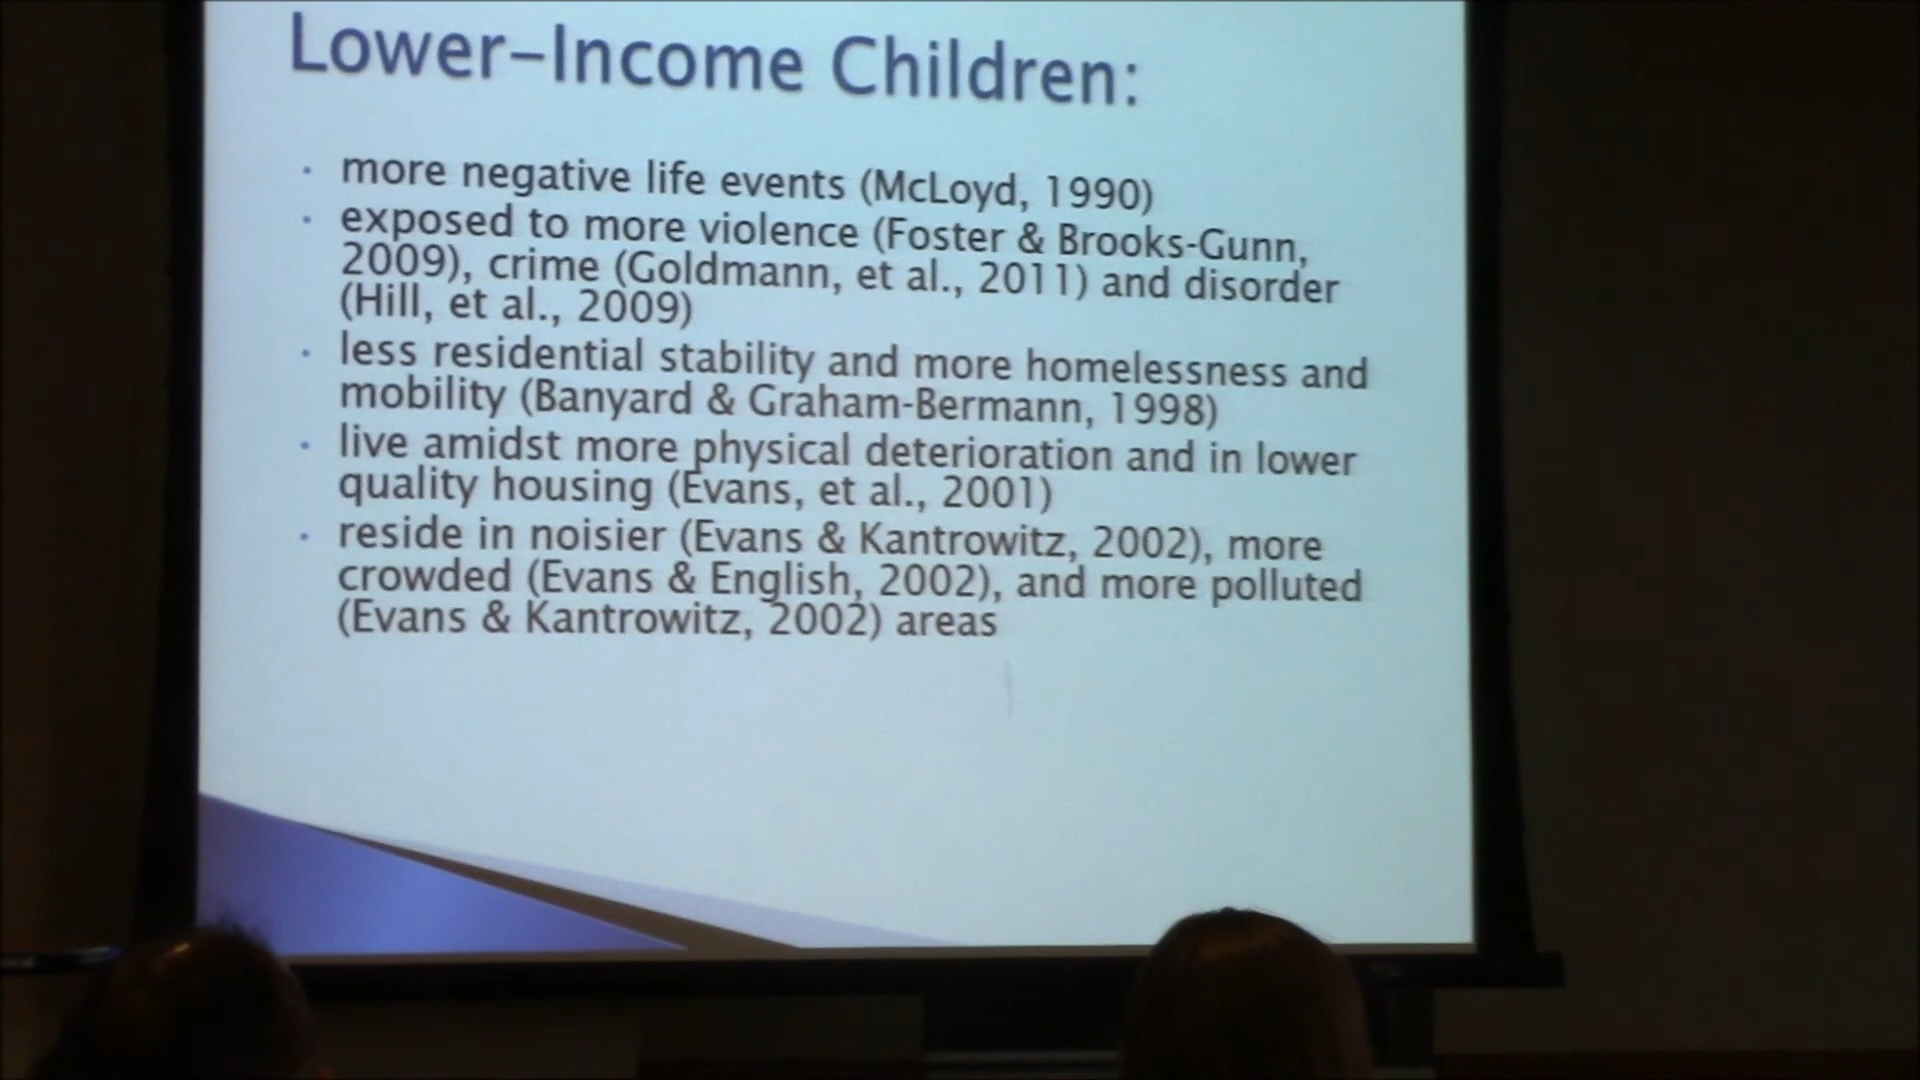 Lower-Income Children:
· more negative life events (McLoyd, 1990)
· exposed to more violence (Foster & Brooks-Gunn,
2009), crime (Goldmann, et al., 2011) and disorder
(Hill, et al., 2009)
· less residential stability and more homelessness and
mobility (Banyard & Graham-Bermann, 1998)
· live amidst more physical deterioration and in lower
quality housing (Evans, et al., 2001)
· reside in noisier (Evans & Kantrowitz, 2002), more
crowded (Evans & English, 2002), and more polluted
(Evans & Kantrowitz, 2002) areas